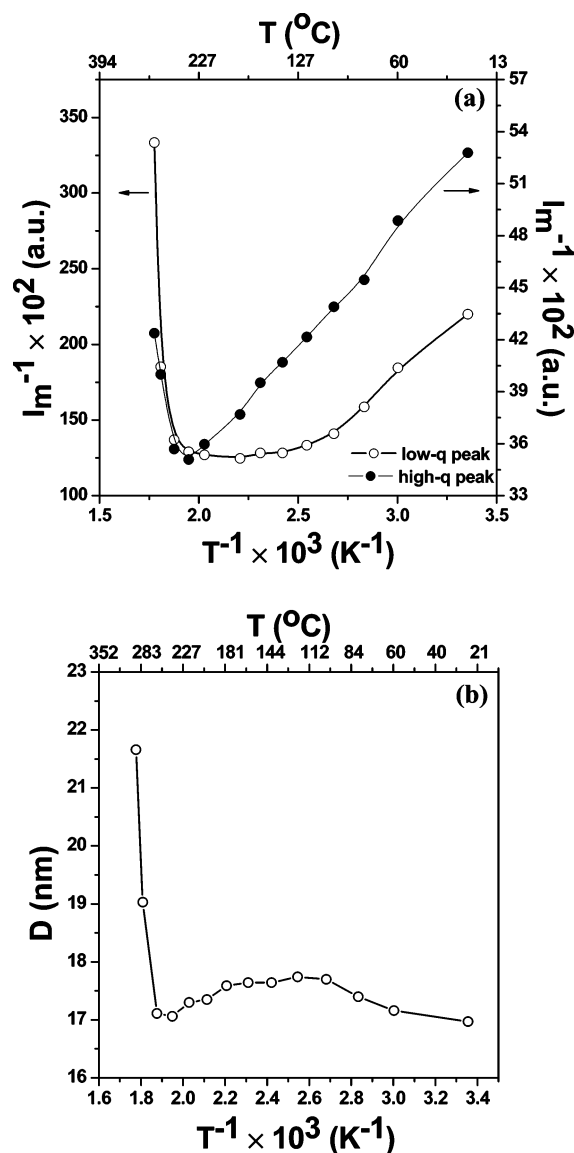 T (°C)
394 227 127 60 13
(a)
350
300
250
200
150
100
I_m^-1 × 10^2 (a.u.)
57
54
51
48
45
42
39
36
33
I_m^-1 × 10^2 (a.u.)
low-q peak
high-q peak
1.5 2.0 2.5 3.0 3.5
T^-1 × 10^3 (K^-1)
T (°C)
352 283 227 181 144 112 84 60 40 21
(b)
23
22
21
20
19
18
17
16
D (nm)
1.6 1.8 2.0 2.2 2.4 2.6 2.8 3.0 3.2 3.4
T^-1 × 10^3 (K^-1)